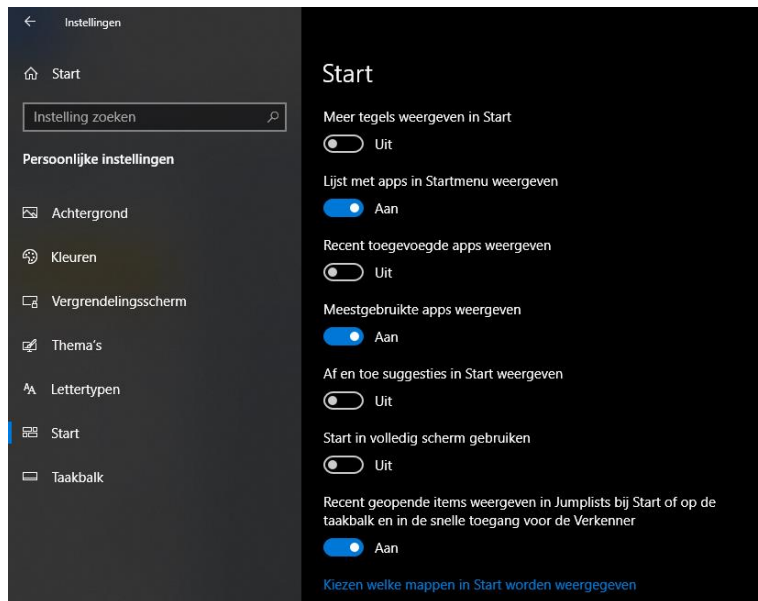 Instellingen
Start
Instelling zoeken
Persoonlijke instellingen
Achtergrond
Kleuren
Vergrendelingsscherm
Thema's
Lettertypen
Start
Taakbalk
Start
Meer tegels weergeven in Start
Uit
Lijst met apps in Startmenu weergeven
Aan
Recent toegevoegde apps weergeven
Uit
Meestgebruikte apps weergeven
Aan
Af en toe suggesties in Start weergeven
Uit
Start in volledig scherm gebruiken
Uit
Recent geopende items weergeven in Jumplists bij Start of op de
taakbalk en in de snelle toegang voor de Verkenner
Aan
Kiezen welke mappen in Start worden weergegeven